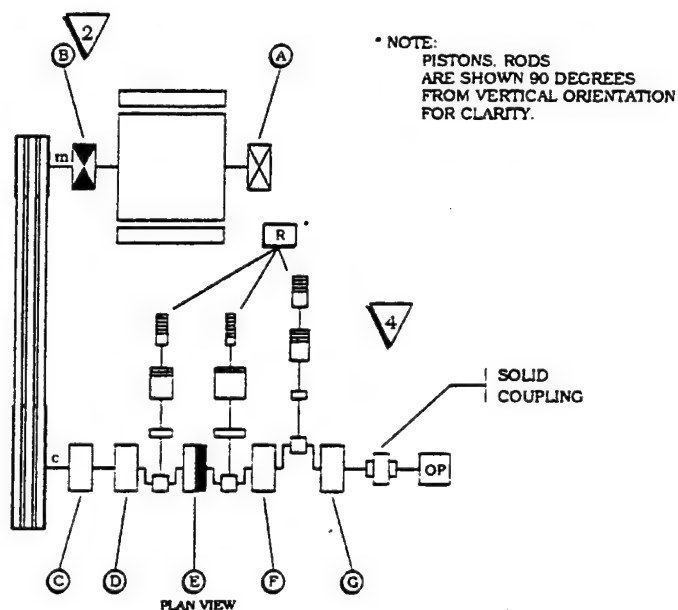 2
B
A
• NOTE:
PISTONS. RODS
ARE SHOWN 90 DEGREES
FROM VERTICAL ORIENTATION
FOR CLARITY.
m
R •
4
SOLID
COUPLING
c
OP
C D E F G
PLAN VIEW